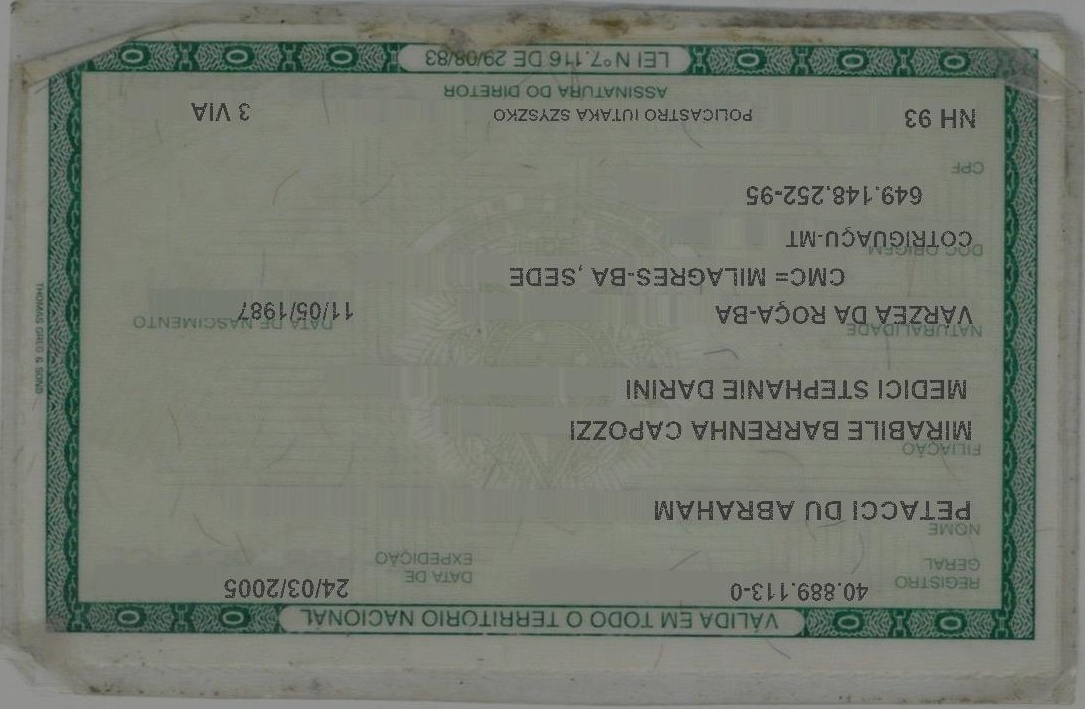 VÁLIDA EM TODO O TERRITÓRIO NACIONAL
REGISTRO GERAL 40.889.113-0 DATA DE EXPEDIÇÃO 24/03/2005
NOME
PETACCI DU ABRAHAM
FILIAÇÃO
MIRABILE BARRENHA CAPOZZI
MEDICI STEPHANIE DARINI
NATURALIDADE DATA DE NASCIMENTO
VARZEA DA ROÇA-BA 11/05/1987
CMC= MILAGRES-BA ,SEDE
DOC ORIGEM
COTRIGUAÇU-MT
649.148.252-95
CPF
NH 93 POLICASTRO IUTAKA SZYSZKO 3 VIA
ASSINATURA DO DIRETOR
LEI Nº 7.116 DE 29/08/83
THOMAS GREG & SONS